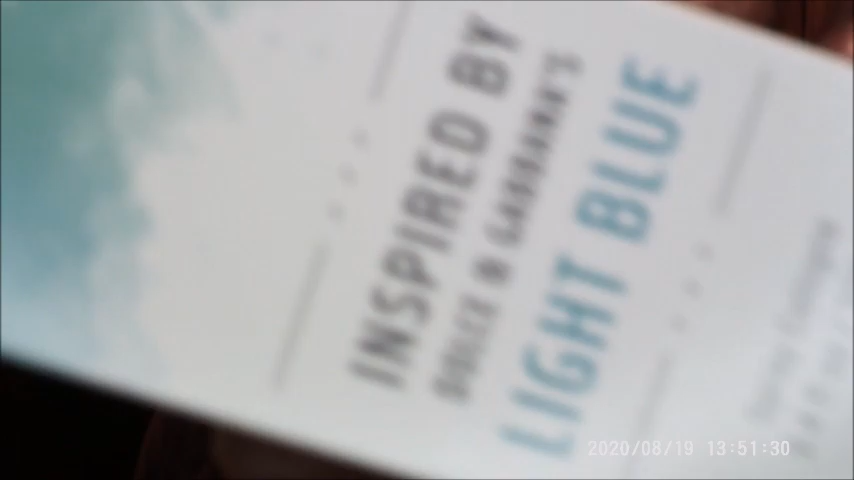 INSPIRED BY
DOLCE & GABBANA'S
LIGHT BLUE
2020/08/19 13:51:30